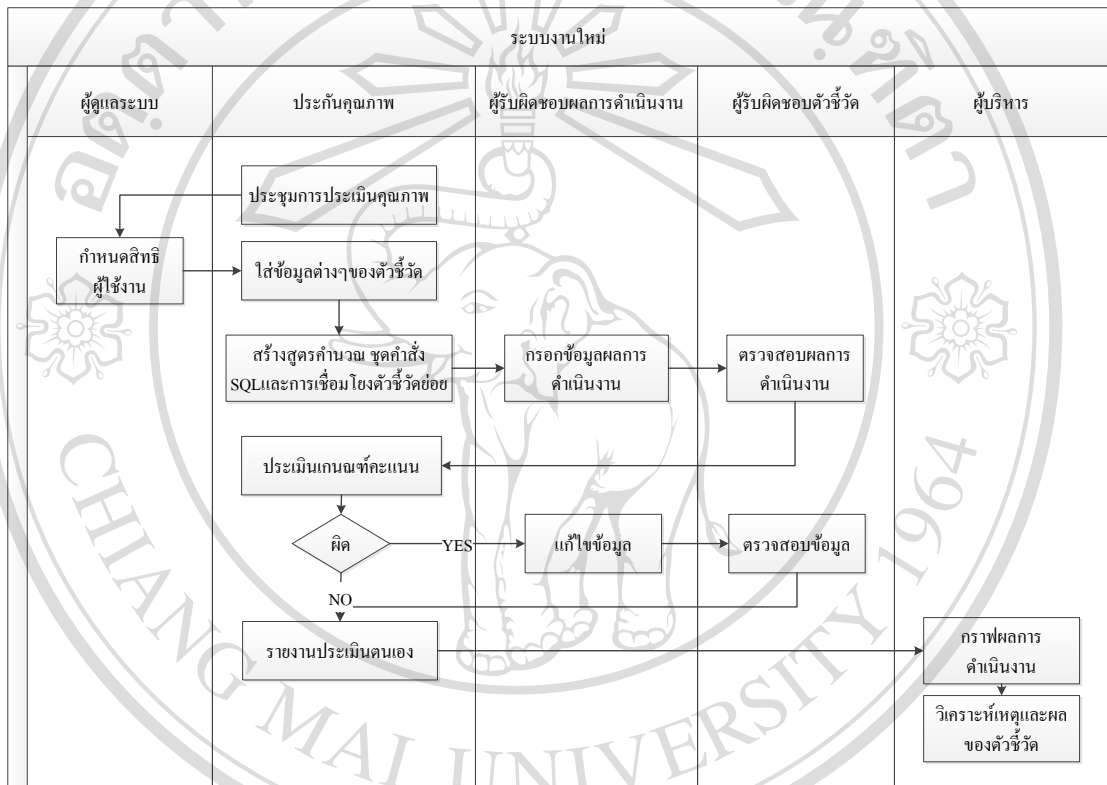 ระบบงานใหม่
ผู้ดูแลระบบ
ประกันคุณภาพ
ผู้รับผิดชอบผลการดำเนินงาน
ผู้รับผิดชอบตัวชี้วัด
ผู้บริหาร
ประชุมการประเมินคุณภาพ
กำหนดสิทธิ
ผู้ใช้งาน
ใส่ข้อมูลต่างๆของตัวชี้วัด
สร้างสูตรคำนวณ ชุดคำสั่ง
SQLและการเชื่อมโยงตัวชี้วัดย่อย
กรอกข้อมูลผลการ
ดำเนินงาน
ตรวจสอบผลการ
ดำเนินงาน
ประเมินเกนณฑ์คะแนน
ผิด
YES
แก้ไขข้อมูล
ตรวจสอบข้อมูล
NO
รายงานประเมินตนเอง
กราฟผลการ
ดำเนินงาน
วิเคราะห์เหตุและผล
ของตัวชี้วัด
CHIANG MAI UNIVERSITY 1964